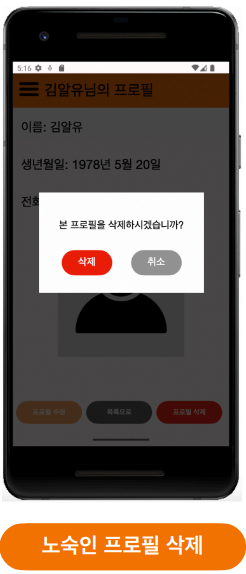 5:16
김알유님의 프로필
이름: 김알유
생년월일: 1978년 5월 20일
전화
본 프로필을 삭제하시겠습니까?
삭제 취소
프로필 수정 목록으로 프로필 삭제
노숙인 프로필 삭제